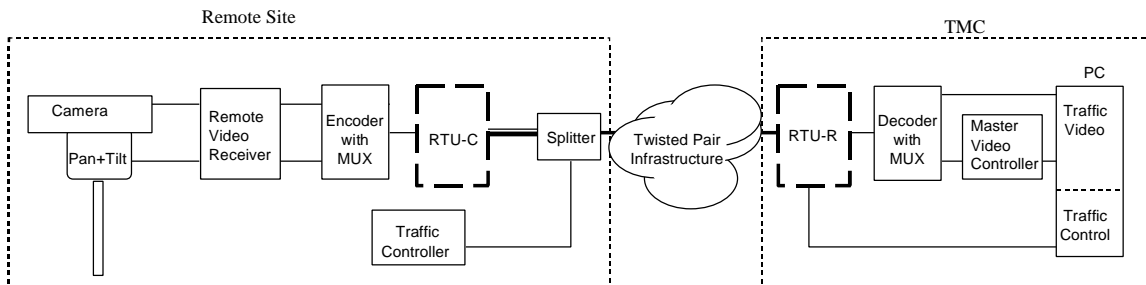 Remote Site
TMC
PC
Camera
Pan+Tilt
Remote
Video
Receiver
Encoder
with
MUX
RTU-C
Splitter
Traffic
Controller
Twisted Pair
Infrastructure
RTU-R
Decoder
with
MUX
Master
Video
Controller
Traffic
Video
Traffic
Control